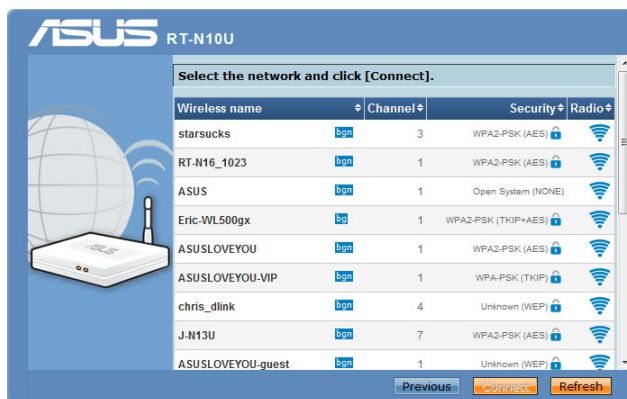 ASUS RT-N10U
Select the network and click [Connect].
Wireless name Channel Security Radio
starsucks bgn 3 WPA2-PSK (AES)
RT-N16_1023 bgn 1 WPA2-PSK (AES)
ASUS bgn 1 Open System (NONE)
Eric-WL500gx bg 1 WPA2-PSK (TKIP+AES)
ASUSLOVEYOU bgn 1 WPA2-PSK (AES)
ASUSLOVEYOU-VIP bgn 1 WPA-PSK (TKIP)
chris_dlink bgn 4 Unknown (WEP)
J-N13U bgn 7 WPA2-PSK (AES)
ASUSLOVEYOU-guest bgn 1 Unknown (WEP)
Previous Connect Refresh